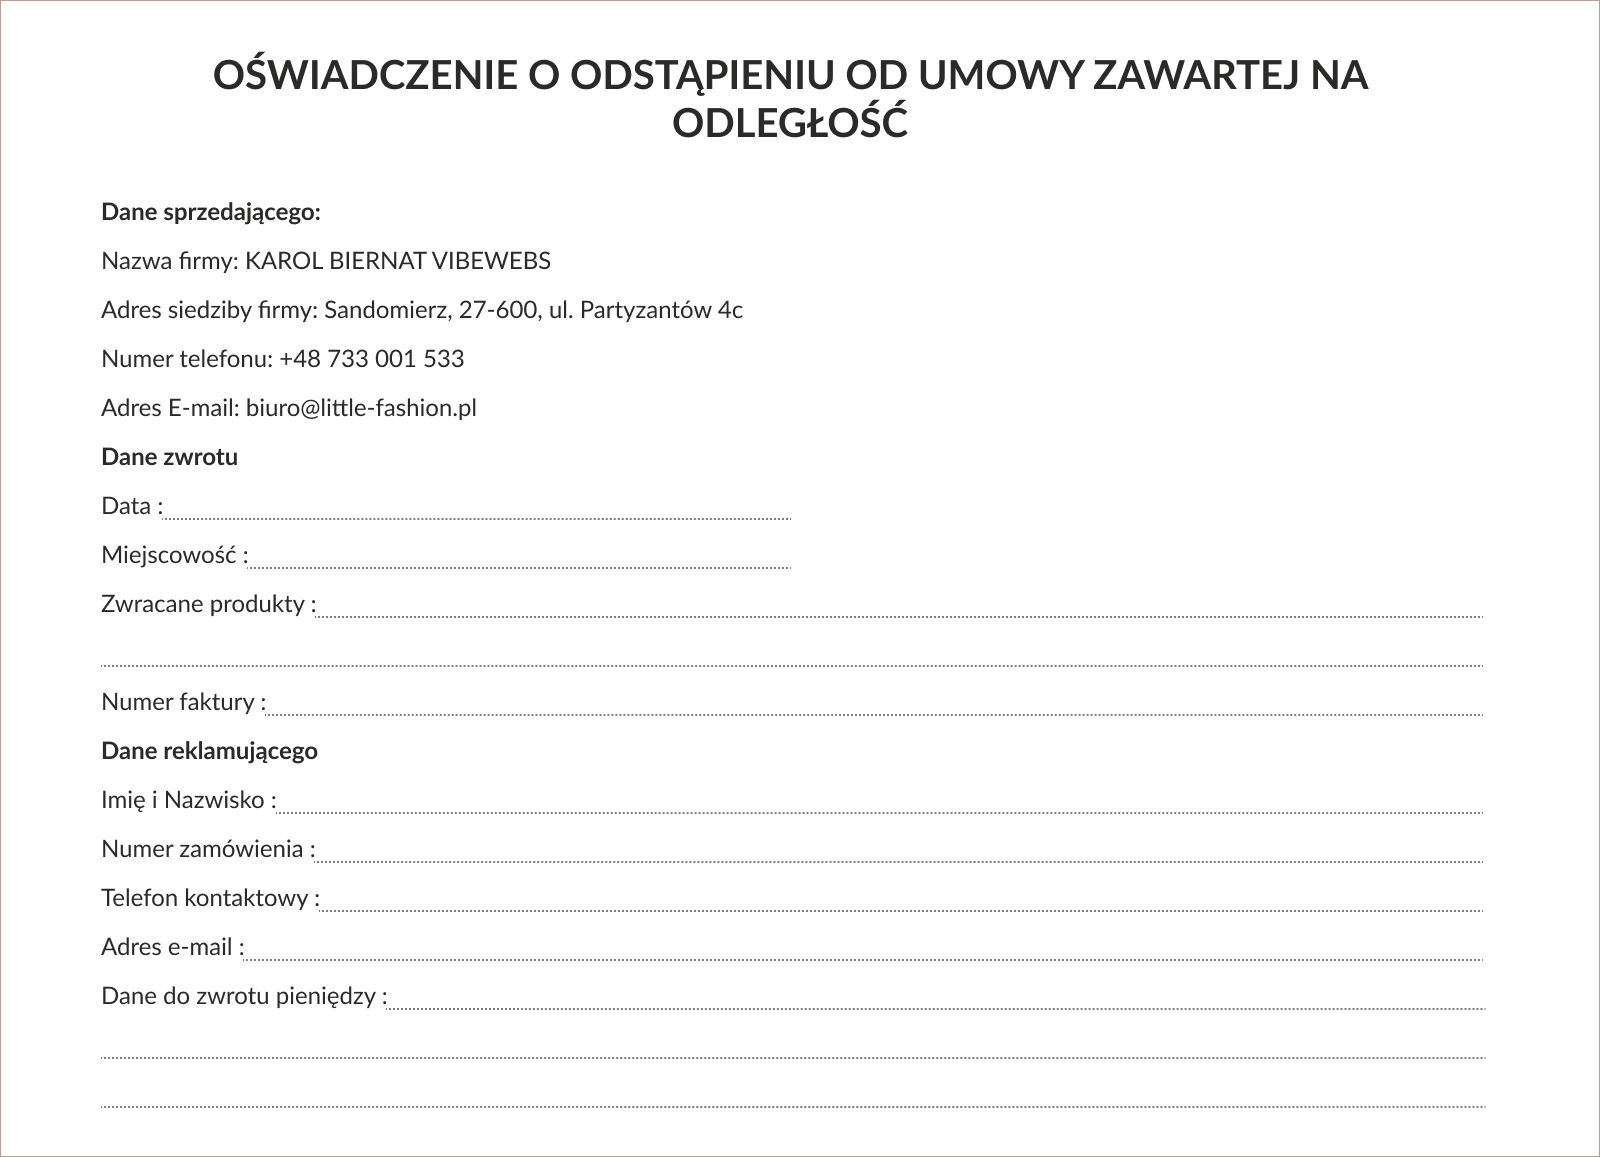 OŚWIADCZENIE O ODSTĄPIENIU OD UMOWY ZAWARTEJ NA
ODLEGŁOŚĆ
Dane sprzedającego:
Nazwa firmy: KAROL BIERNAT VIBEWEBS
Adres siedziby firmy: Sandomierz, 27-600, ul. Partyzantów 4c
Numer telefonu: +48 733 001 533
Adres E-mail: biuro@little-fashion.pl
Dane zwrotu
Data :
Miejscowość :
Zwracane produkty :
Numer faktury :
Dane reklamującego
Imię i Nazwisko :
Numer zamówienia :
Telefon kontaktowy :
Adres e-mail :
Dane do zwrotu pieniędzy :